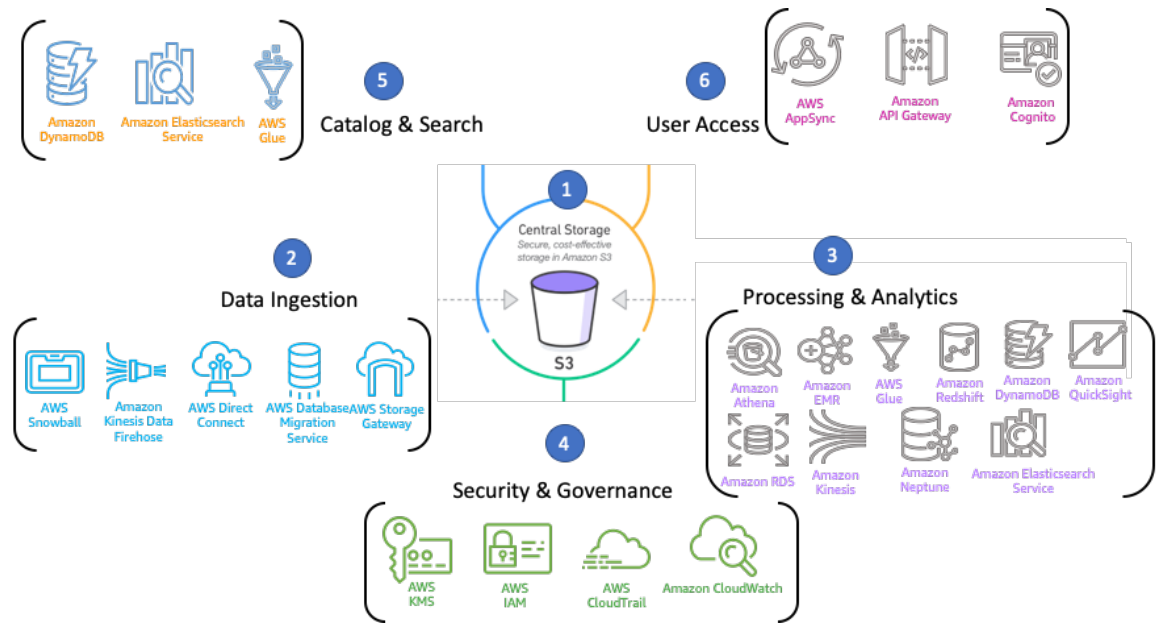 5
Catalog & Search
Amazon
DynamoDB
Amazon Elasticsearch
Service
AWS
Glue
6
User Access
AWS
AppSync
Amazon
API Gateway
Amazon
Cognito
1
Central Storage
Secure, cost-effective
storage in Amazon S3
S3
2
Data Ingestion
AWS
Snowball
Amazon
Kinesis Data
Firehose
AWS Direct
Connect
AWS Database
Migration
Service
AWS Storage
Gateway
3
Processing & Analytics
Amazon
Athena
Amazon
EMR
AWS
Glue
Amazon
Redshift
Amazon
DynamoDB
Amazon
QuickSight
Amazon RDS
Amazon
Kinesis
Amazon
Neptune
Amazon Elasticsearch
Service
4
Security & Governance
AWS
KMS
AWS
IAM
AWS
CloudTrail
Amazon CloudWatch